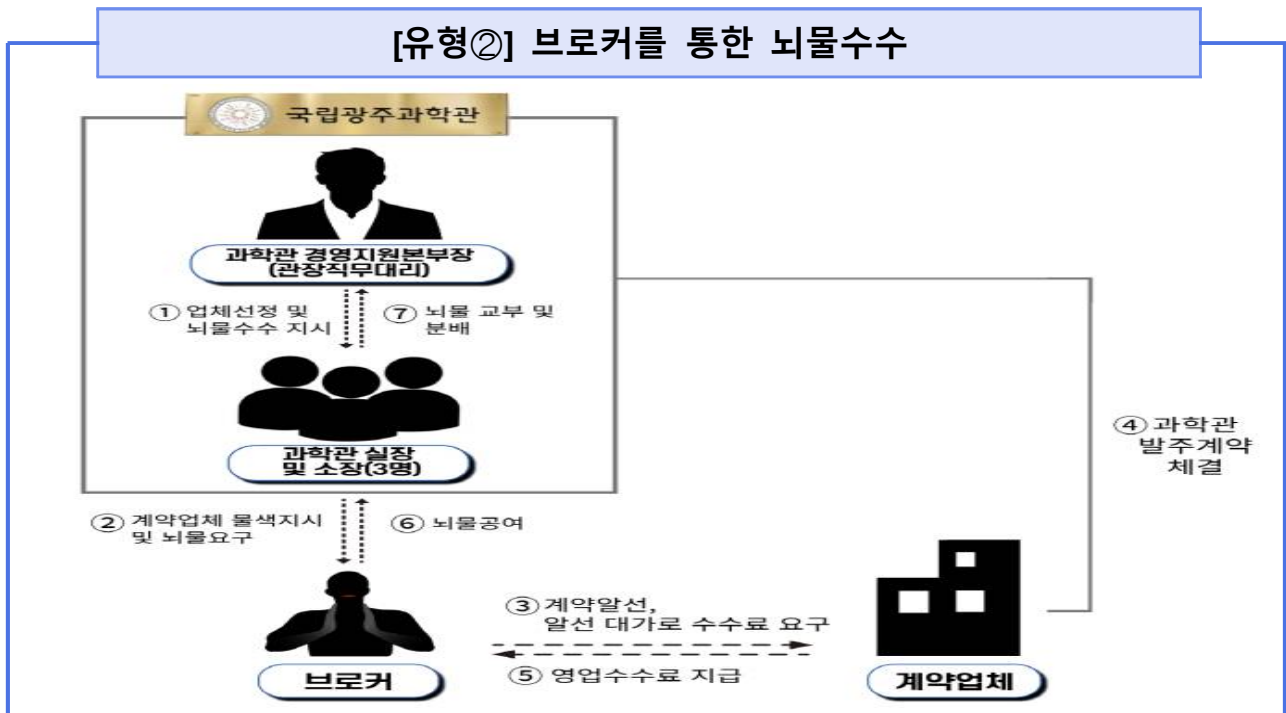 [유형②] 브로커를 통한 뇌물수수
국립광주과학관
과학관 경영지원본부장
(관장직무대리)
① 업체선정 및
뇌물수수 지시
⑦ 뇌물 교부 및
분배
과학관 실장
및 소장(3명)
④ 과학관
발주계약
체결
② 계약업체 물색지시
및 뇌물요구
⑥ 뇌물공여
③ 계약알선,
알선 대가로 수수료 요구
⑤ 영업수수료 지급
브로커
계약업체